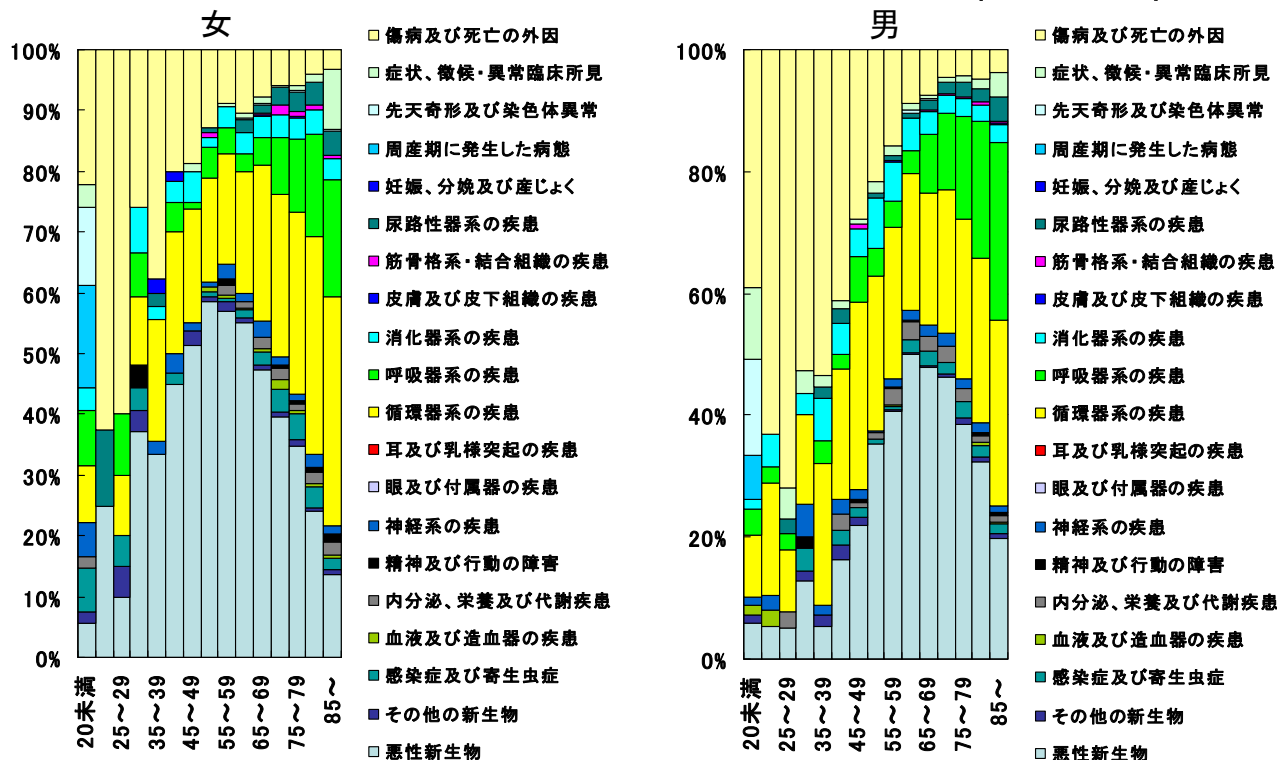 女
100%
90%
80%
70%
60%
50%
40%
30%
20%
10%
0%
20未満
25～29
35～39
45～49
55～59
65～69
75～79
85～
傷病及び死亡の外因
症状、徴候・異常臨床所見
先天奇形及び染色体異常
周産期に発生した病態
妊娠、分娩及び産じょく
尿路性器系の疾患
筋骨格系・結合組織の疾患
皮膚及び皮下組織の疾患
消化器系の疾患
呼吸器系の疾患
循環器系の疾患
耳及び乳様突起の疾患
眼及び付属器の疾患
神経系の疾患
精神及び行動の障害
内分泌、栄養及び代謝疾患
血液及び造血器の疾患
感染症及び寄生虫症
その他の新生物
悪性新生物
男
100%
80%
60%
40%
20%
0%
20未満
25～29
35～39
45～49
55～59
65～69
75～79
85～
傷病及び死亡の外因
症状、徴候・異常臨床所見
先天奇形及び染色体異常
周産期に発生した病態
妊娠、分娩及び産じょく
尿路性器系の疾患
筋骨格系・結合組織の疾患
皮膚及び皮下組織の疾患
消化器系の疾患
呼吸器系の疾患
循環器系の疾患
耳及び乳様突起の疾患
眼及び付属器の疾患
神経系の疾患
精神及び行動の障害
内分泌、栄養及び代謝疾患
血液及び造血器の疾患
感染症及び寄生虫症
その他の新生物
悪性新生物